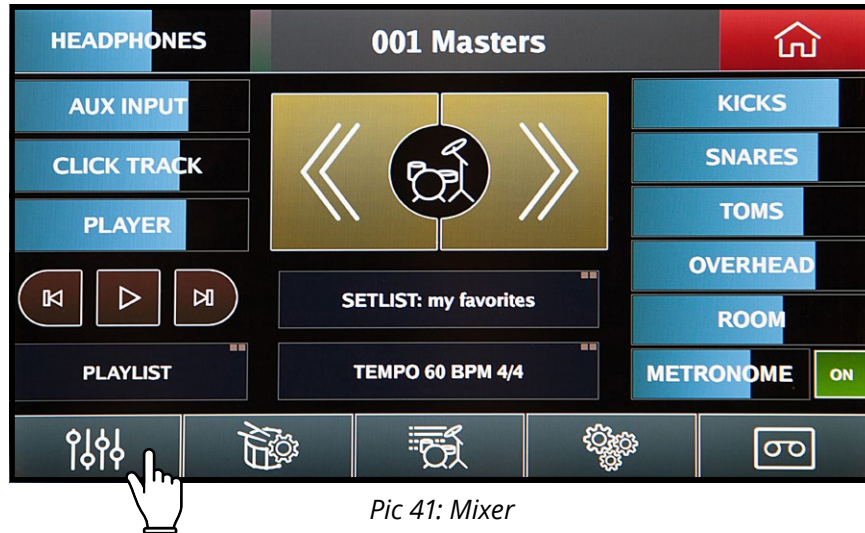 HEADPHONES
001 Masters
AUX INPUT
CLICK TRACK
PLAYER
KICKS
SNARES
TOMS
OVERHEAD
ROOM
SETLIST: my favorites
PLAYLIST
TEMPO 60 BPM 4/4
METRONOME
ON
Pic 41: Mixer